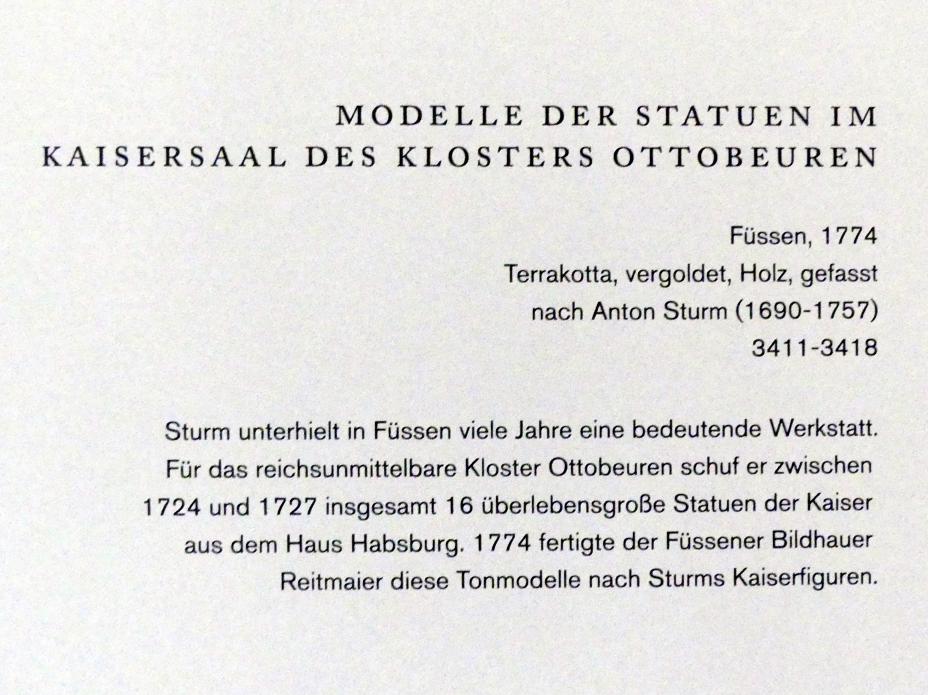 MODELLE DER STATUEN IM
KAISERSAAL DES KLOSTERS OTTOBEUREN
Füssen, 1774
Terrakotta, vergoldet, Holz, gefasst
nach Anton Sturm (1690-1757)
3411-3418
Sturm unterhielt in Füssen viele Jahre eine bedeutende Werkstatt.
Für das reichsunmittelbare Kloster Ottobeuren schuf er zwischen
1724 und 1727 insgesamt 16 überlebensgroße Statuen der Kaiser
aus dem Haus Habsburg. 1774 fertigte der Füssener Bildhauer
Reitmaier diese Tonmodelle nach Sturms Kaiserfiguren.